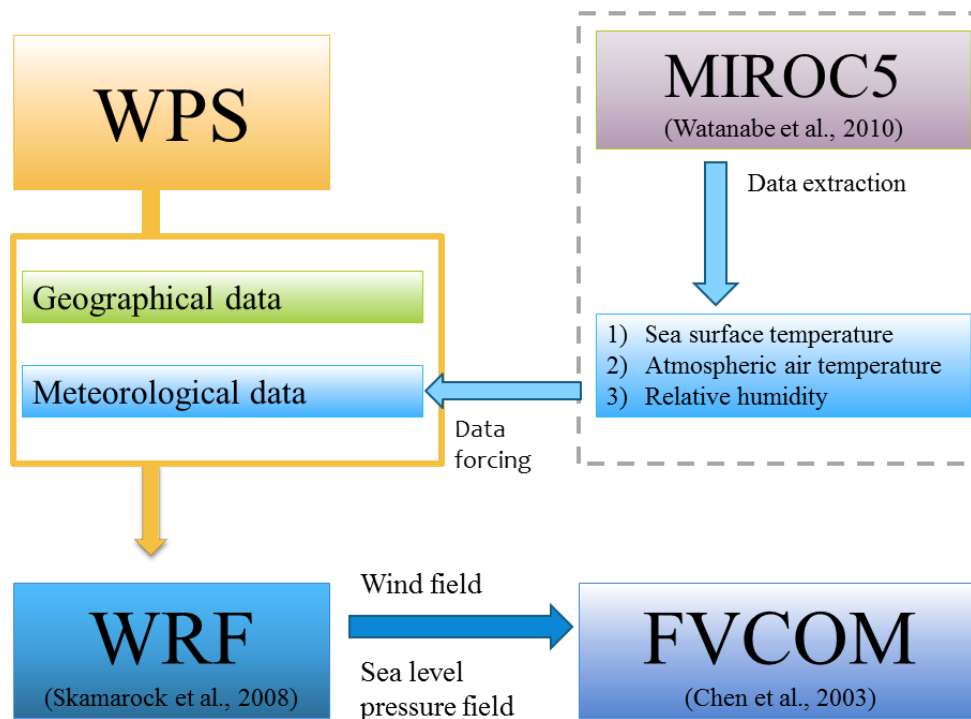 WPS
Geographical data
Meteorological data
MIROC5
(Watanabe et al., 2010)
Data extraction
1) Sea surface temperature
2) Atmospheric air temperature
3) Relative humidity
Data
forcing
WRF
(Skamarock et al., 2008)
Wind field
Sea level
pressure field
FVCOM
(Chen et al., 2003)